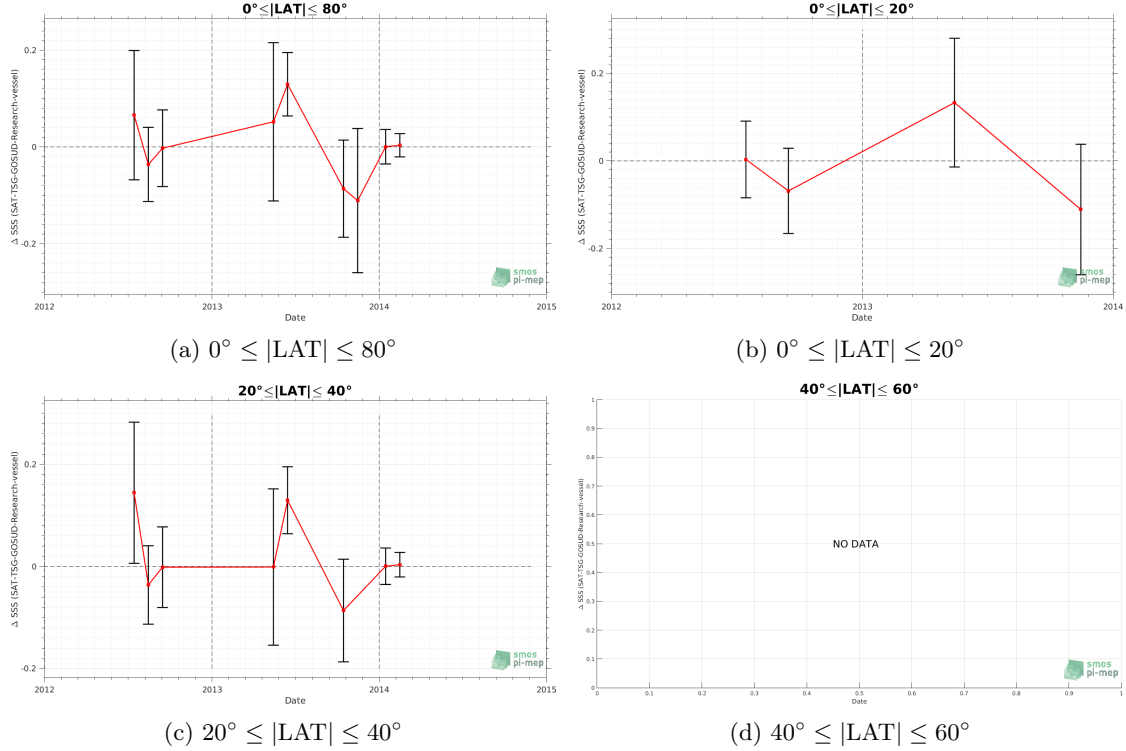 0°≤|LAT|≤ 80°
Δ SSS (SAT-TSG-GOSUD-Research-vessel)
0.2
0
-0.2
2012
2013
2014
2015
Date
smos
pi-mep
(a) 0° ≤ |LAT| ≤ 80°
0°≤|LAT|≤ 20°
Δ SSS (SAT-TSG-GOSUD-Research-vessel)
0.2
0
-0.2
2012
2013
2014
Date
smos
pi-mep
(b) 0° ≤ |LAT| ≤ 20°
20°≤|LAT|≤ 40°
Δ SSS (SAT-TSG-GOSUD-Research-vessel)
0.2
0
-0.2
2012
2013
2014
2015
Date
smos
pi-mep
(c) 20° ≤ |LAT| ≤ 40°
40°≤|LAT|≤ 60°
Δ SSS (SAT-TSG-GOSUD-Research-vessel)
1
0.9
0.8
0.7
0.6
0.5
0.4
0.3
0.2
0.1
0
NO DATA
0
0.1
0.2
0.3
0.4
0.5
0.6
0.7
0.8
0.9
1
Date
smos
pi-mep
(d) 40° ≤ |LAT| ≤ 60°